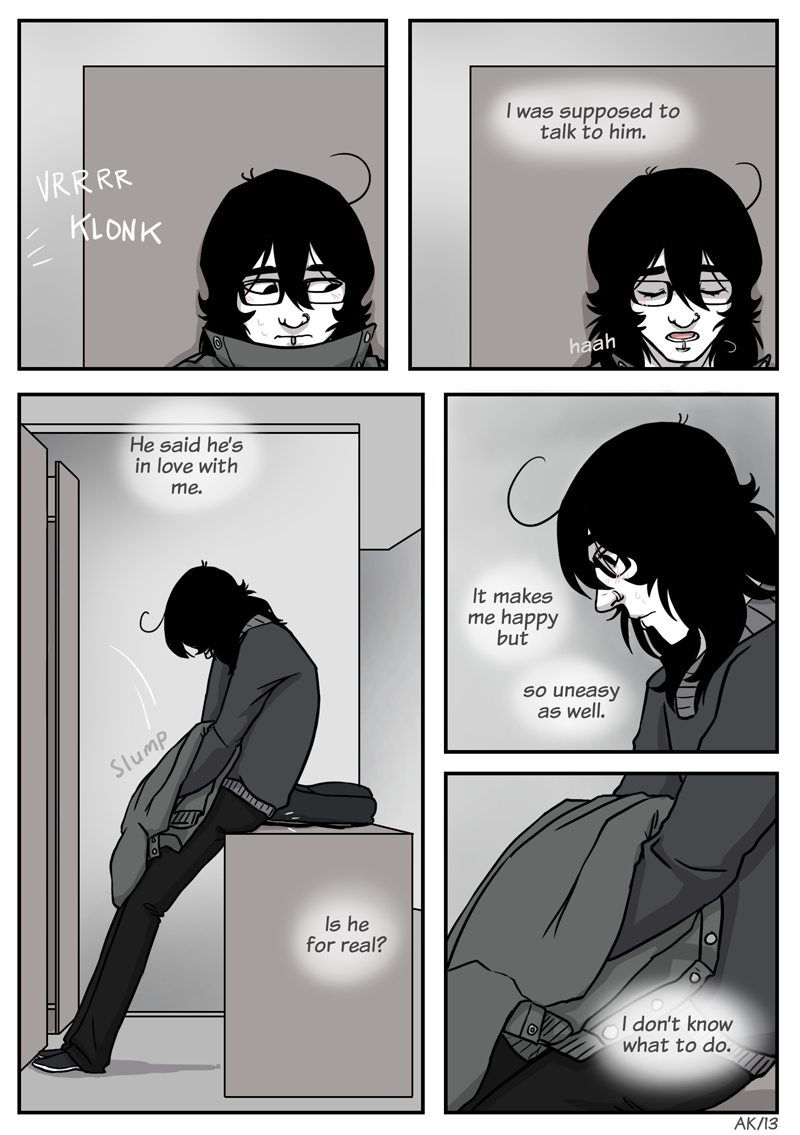 VRRRR
KLONK
I was supposed to
talk to him.
haah
He said he's
in love with
me.
Slump
Is he
for real?
It makes
me happy
but
so uneasy
as well.
I don't know
what to do.
AK/13